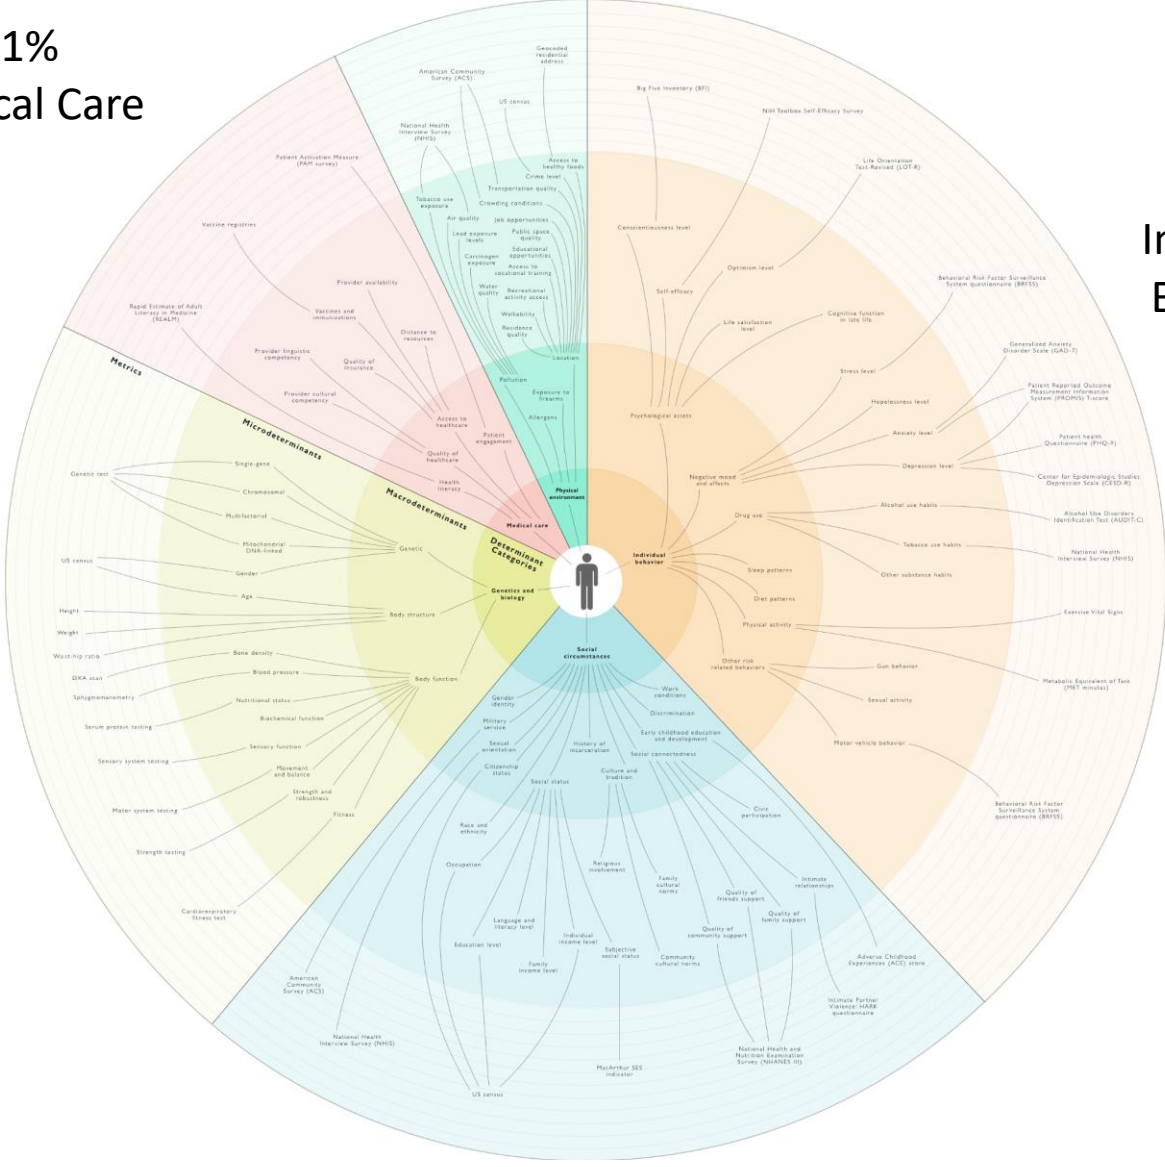 1%
cal Care
In
E
Geocoded
residential
address
American Community
Survey (ACS)
US census
National Health
Interview Survey
(NHIS)
Access to
healthy foods
Crime level
Transportation quality
Tobacco use
exposure
Crowding conditions
Air quality
Job opportunities
Lead exposure
levels
Public space
quality
Educational
opportunities
Carcinogen
exposure
Access to
vocational training
Water
quality
Recreational
activity access
Walkability
Residence
quality
Location
Pollution
Exposure to
firearms
Allergens
Physical
environment
Patient Activation Measure
(PAM survey)
Vaccine registries
Rapid Estimate of Adult
Literacy in Medicine
(REALM)
Provider availability
Vaccines and
immunizations
Distance to
resources
Provider linguistic
competency
Quality of
insurance
Provider cultural
competency
Access to
healthcare
Patient
engagement
Quality of
healthcare
Health
literacy
Medical care
Metrics
Microdeterminants
Macrodeterminants
Determinant
Categories
Genetic test
Single-gene
Chromosomal
Multifactorial
Mitochondrial
DNA-linked
Genetic
US census
Gender
Age
Height
Weight
Waist-hip ratio
Body structure
Genetics and
biology
Bone density
DXA scan
Blood pressure
Sphygmomanometry
Body function
Nutritional status
Serum protein testing
Biochemical function
Sensory function
Sensory system testing
Movement
and balance
Motor system testing
Strength and
robustness
Strength testing
Fitness
Cardiorespiratory
fitness test
Big Five Inventory (BFI)
NIH Toolbox Self-Efficacy Survey
Life Orientation
Test-Revised (LOT-R)
Conscientiousness level
Optimism level
Self-efficacy
Behavioral Risk Factor Surveillance
System questionnaire (BRFSS)
Life satisfaction
level
Cognitive function
in late life
Generalized Anxiety
Disorder Scale (GAD-7)
Stress level
Patient Reported Outcome
Measurement Information
System (PROMIS) T-score
Psychological assets
Hopelessness level
Anxiety level
Patient health
Questionnaire (PHQ-9)
Depression level
Center for Epidemiologic Studies
Depression Scale (CESD-R)
Negative mood
and affects
Alcohol use habits
Alcohol Use Disorders
Identification Test (AUDIT-C)
Drug use
Tobacco use habits
National Health
Interview Survey (NHIS)
Individual
behavior
Sleep patterns
Other substance habits
Diet patterns
Exercise Vital Signs
Physical activity
Other risk
related behaviors
Gun behavior
Metabolic Equivalent of Task
(MET minutes)
Sexual activity
Motor vehicle behavior
Behavioral Risk Factor
Surveillance System
questionnaire (BRFSS)
Social
circumstances
Gender
identity
Work
conditions
Military
service
Discrimination
Early childhood education
and development
Sexual
orientation
History of
incarceration
Social connectedness
Citizenship
status
Social status
Culture and
tradition
Civic
participation
Race and
ethnicity
Occupation
Religious
involvement
Family
cultural
norms
Intimate
relationships
Quality of
friends support
Quality of
family support
Language and
literacy level
Quality of
community support
Education level
Individual
income level
Family
income level
Subjective
social status
Community
cultural norms
Adverse Childhood
Experiences (ACE) score
American
Community
Survey (ACS)
Intimate Partner
Violence: HARK
questionnaire
National Health
Interview Survey (NHIS)
National Health and
Nutrition Examination
Survey (NHANES III)
MacArthur SES
indicator
US census